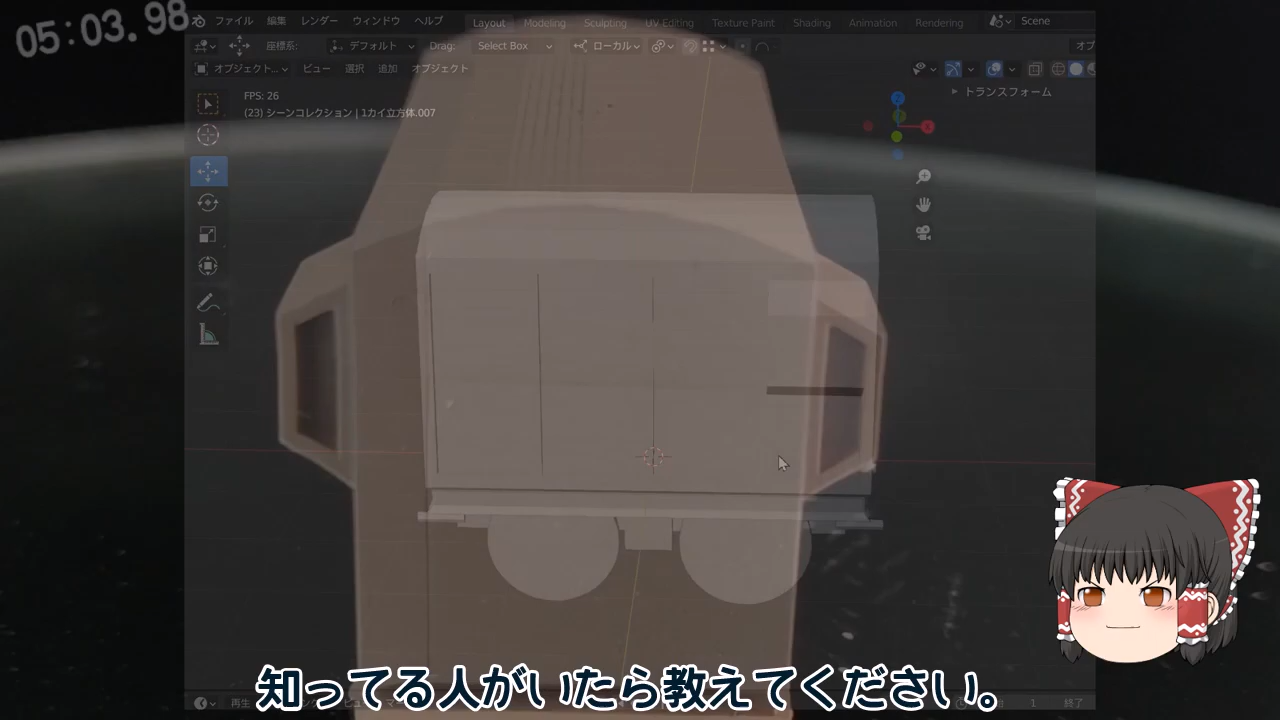 05:03.98
ファイル 編集 レンダー ウィンドウ ヘルプ Layout Modeling Sculpting UV Editing Texture Paint Shading Animation Rendering Scene
座標系: デフォルト Drag: Select Box ローカル オプ
オブジェクト... ビュー 選択 追加 オブジェクト
トランスフォーム
FPS: 26
(23) シーンコレクション | 1カイ立方体.007
Z
X
知ってる人がいたら教えてください。
再生 1 終了